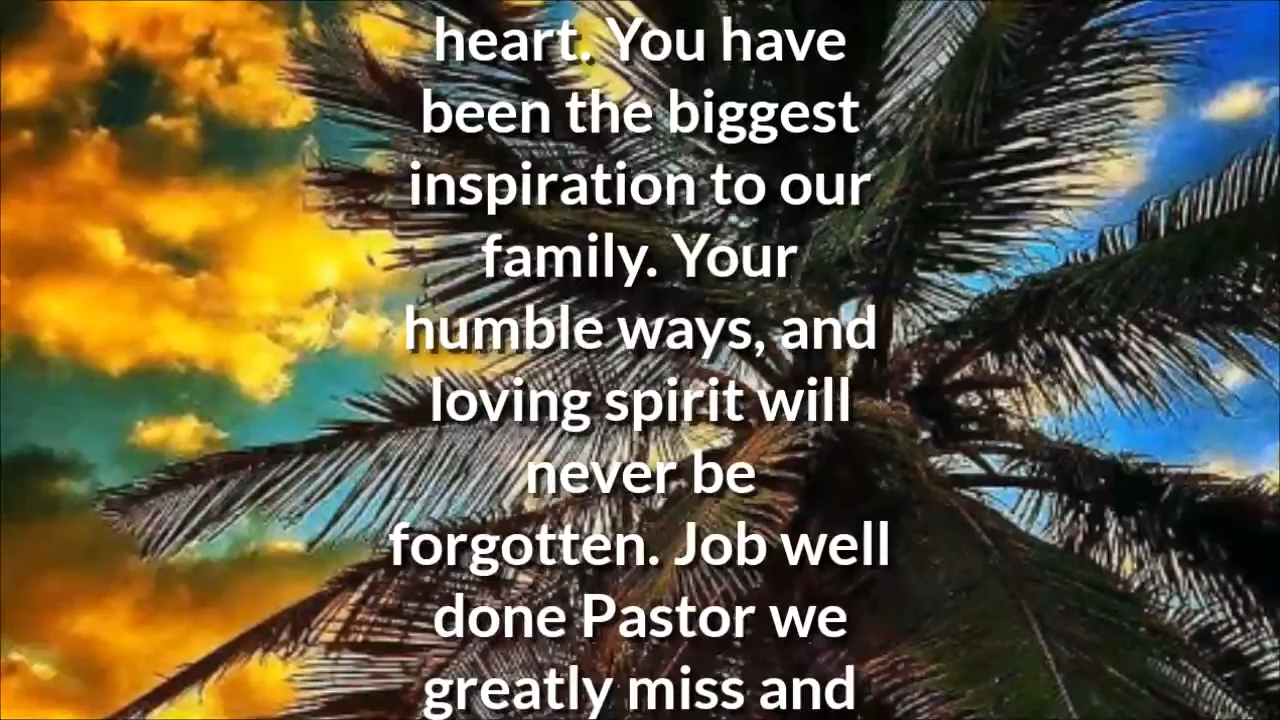 heart. You have
been the biggest
inspiration to our
family. Your
humble ways, and
loving spirit will
never be
forgotten. Job well
done Pastor we
greatly miss and